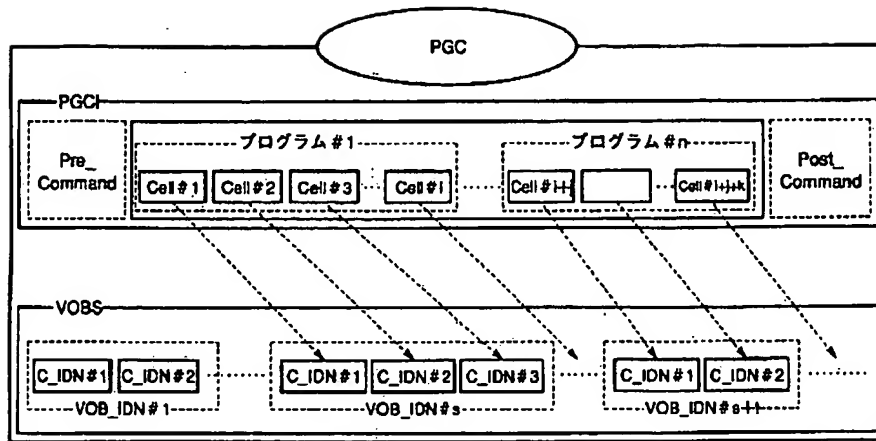 PGC
PGCI
プログラム #1
プログラム #n
Pre_
Command
Cell#1
Cell#2
Cell#3
Cell#i
Cell#i+j
Cell#i+j+k
Post_
Command
VOBS
C_IDN#1
C_IDN#2
C_IDN#1
C_IDN#2
C_IDN#3
C_IDN#1
C_IDN#2
VOB_IDN#1
VOB_IDN#s
VOB_IDN#s+t